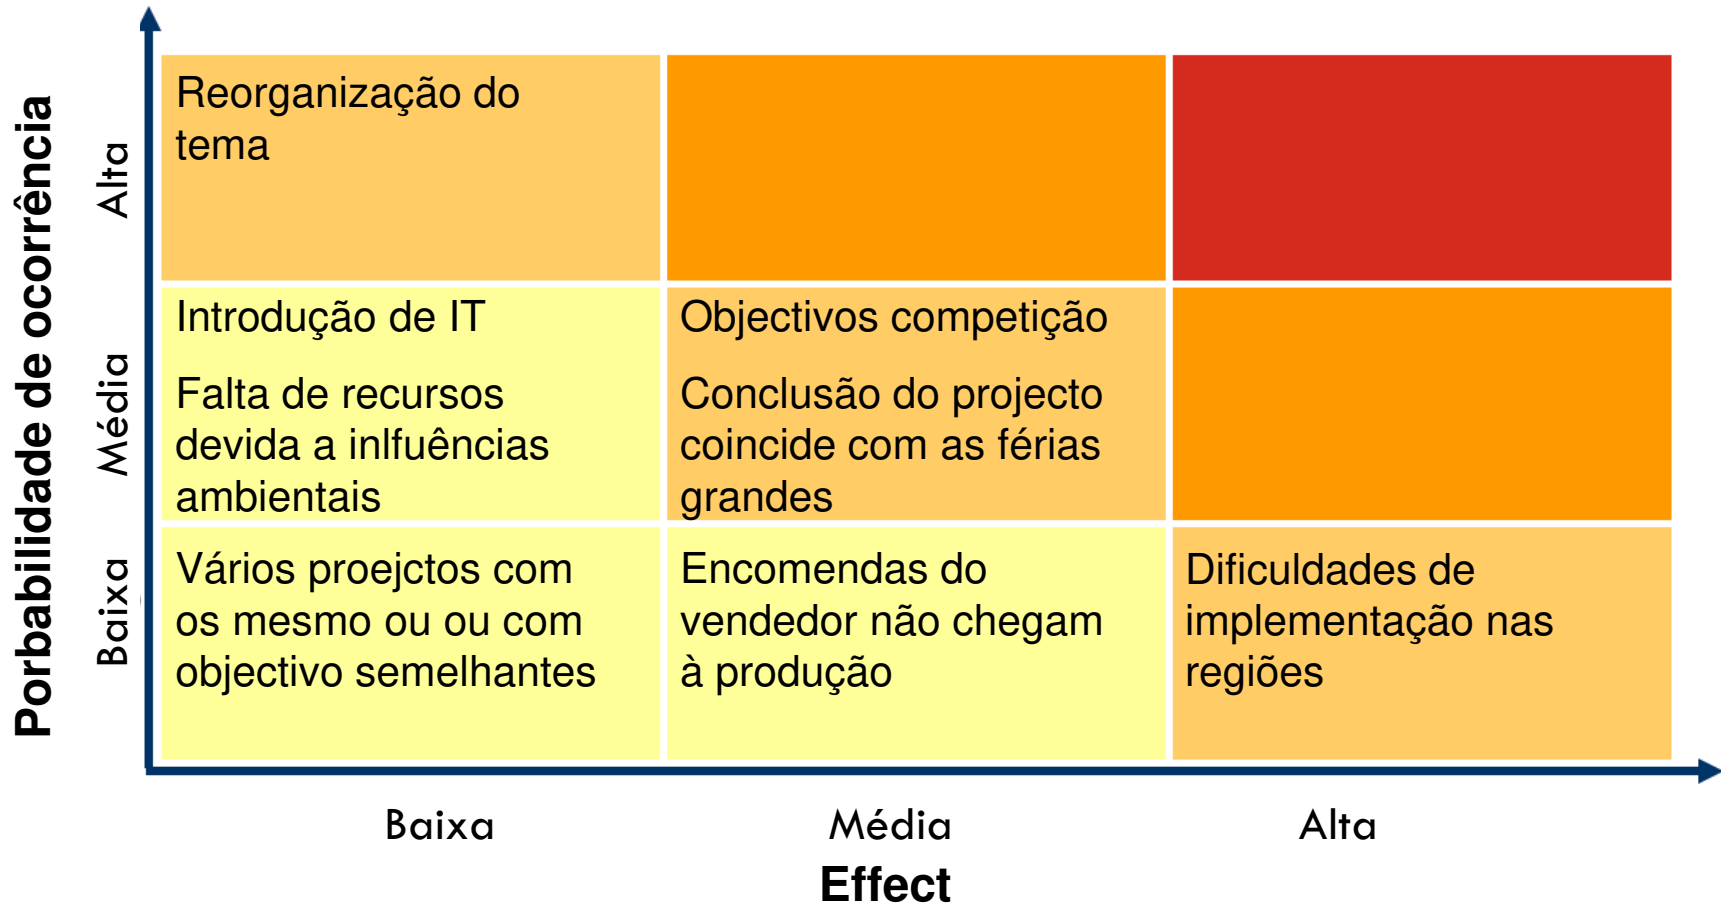 Porbabilidade de ocorrência
Alta
Média
Baixa
Reorganização do
tema
Introdução de IT
Falta de recursos
devida a inlfuências
ambientais
Objectivos competição
Conclusão do projecto
coincide com as férias
grandes
Vários proejctos com
os mesmo ou ou com
objectivo semelhantes
Encomendas do
vendedor não chegam
à produção
Dificuldades de
implementação nas
regiões
Baixa
Média
Alta
Effect